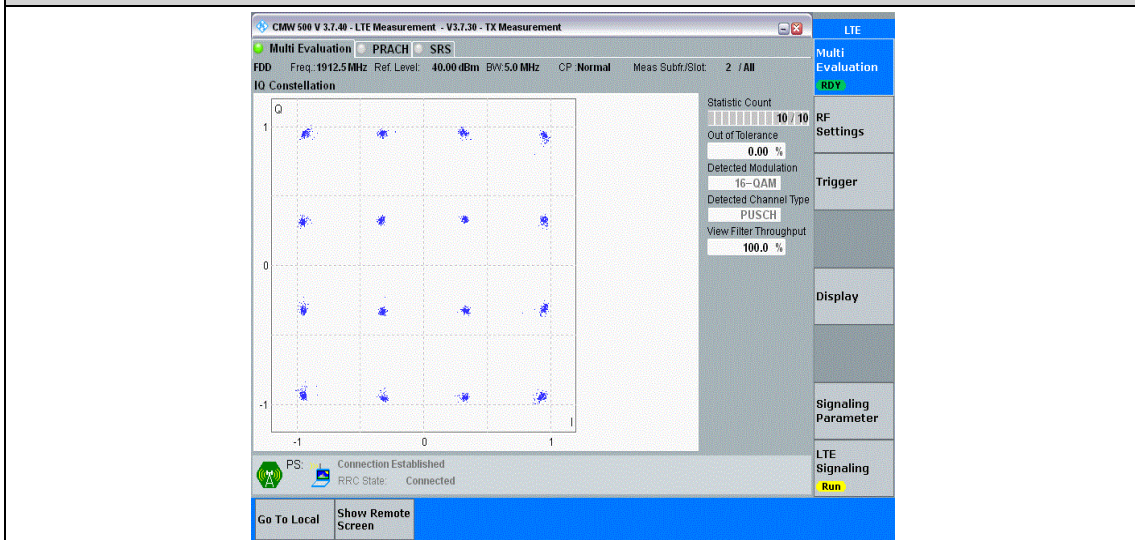 CMW 500 V 3.7.40 - LTE Measurement - V3.7.30 - TX Measurement
LTE
Multi Evaluation PRACH SRS
FDD Freq.:1912.5 MHz Ref. Level: 40.00 dBm BW:5.0 MHz CP :Normal Meas Subfr./Slot: 2 / All
IQ Constellation
Q
1
0
-1
-1 0 1
I
Statistic Count
10 / 10
Out of Tolerance
0.00 %
Detected Modulation
16-QAM
Detected Channel Type
PUSCH
View Filter Throughput
100.0 %
Multi
Evaluation
RDY
RF
Settings
Trigger
Display
Signaling
Parameter
LTE
Signaling
Run
PS: Connection Established
RRC State: Connected
Go To Local
Show Remote
Screen